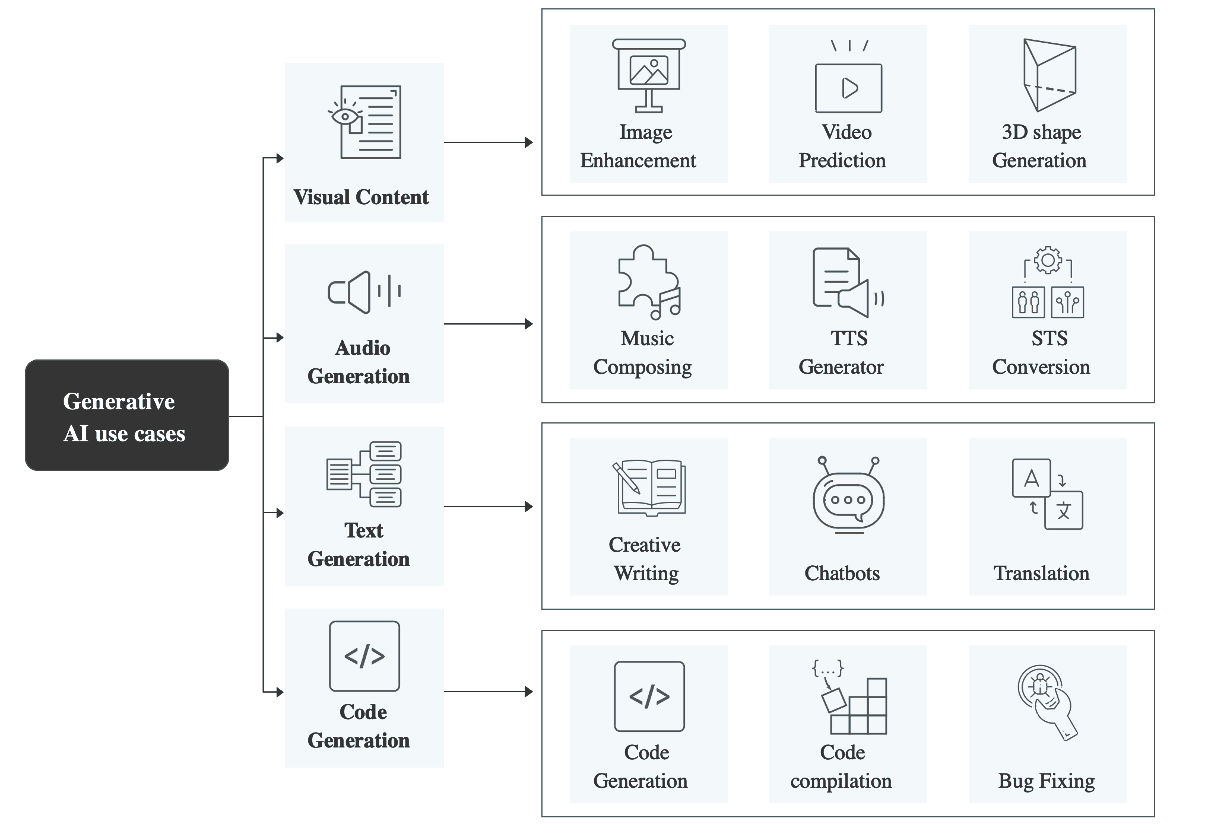 Generative
AI use cases
Visual Content
Image
Enhancement
Video
Prediction
3D shape
Generation
Audio
Generation
Music
Composing
TTS
Generator
STS
Conversion
Text
Generation
Creative
Writing
Chatbots
A
文
Translation
</>
Code
Generation
</>
Code
Generation
{...}
Code
compilation
Bug Fixing